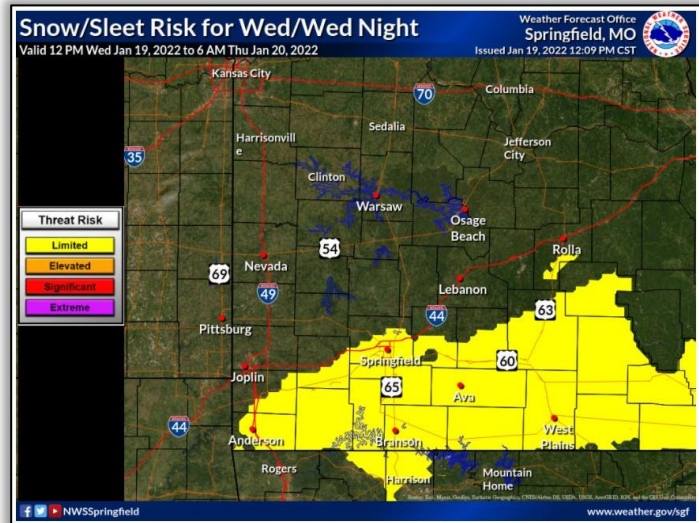 Snow/Sleet Risk for Wed/Wed Night
Valid 12 PM Wed Jan 19, 2022 to 6 AM Thu Jan 20, 2022
Weather Forecast Office
Springfield, MO
Issued Jan 19, 2022 12:09 PM CST
Kansas City
70
Columbia
Sedalia
Harrisonvill
e
Jefferson
City
35
Clinton
Warsaw
Osage
Beach
Threat Risk
Limited
Elevated
Significant
Extreme
54
Rolla
Nevada
69
Lebanon
49
63
44
Pittsburg
Springfield
60
Joplin
65
Ava
44
Anderson
Branson
West
Plains
Rogers
Harrison
Mountain
Home
NWSSpringfield
www.weather.gov/sgf